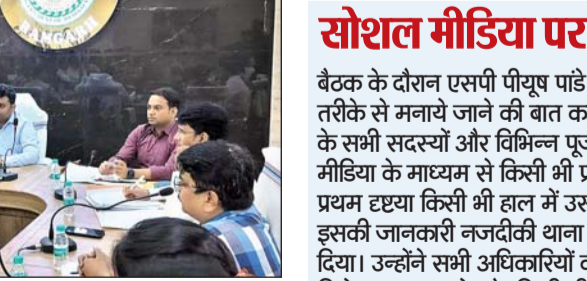 RAMGARH
सोशल मीडिया पर
बैठक के दौरान एसपी पीयूष पांडे
तरीके से मनाये जाने की बात क
के सभी सदस्यों और विभिन्न पूज
मीडिया के माध्यम से किसी भी प्र
प्रथम दृष्टया किसी भी हाल में उस
इसकी जानकारी नजदीकी थाना
दिया। उन्होंने सभी अधिकारियों क